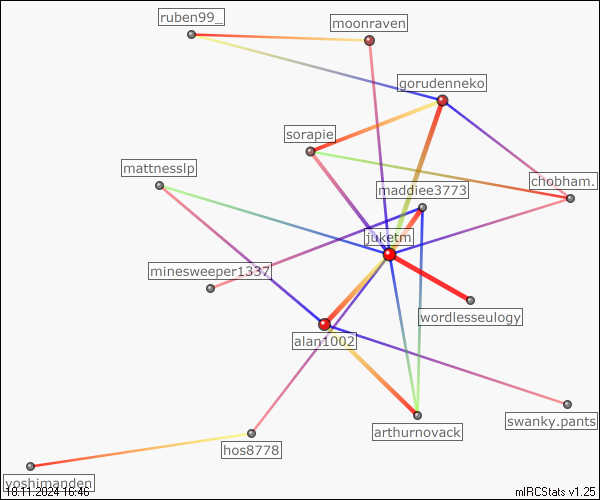 ruben99_
moonraven
gorudenneko
sorapie
mattnesslp
chobham.
maddiee3773
juketm
minesweeper1337
wordlesseulogy
alan1002
swanky.pants
arthurnovack
hos8778
yoshimanden
10.11.2024 16:46
mIRCStats v1.25